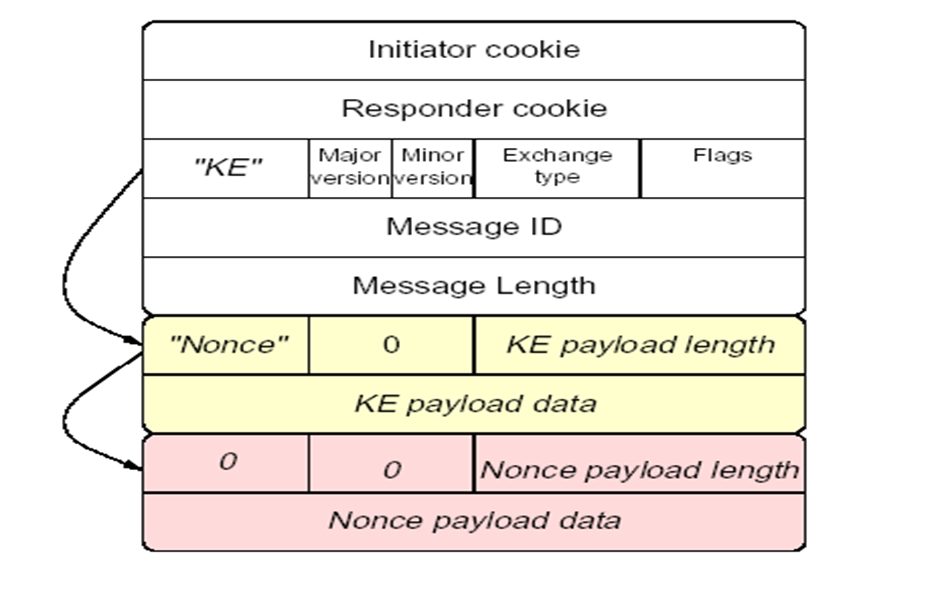 Initiator cookie
Responder cookie
"KE" Major version Minor version Exchange type Flags
Message ID
Message Length
"Nonce" 0 KE payload length
KE payload data
0 0 Nonce payload length
Nonce payload data